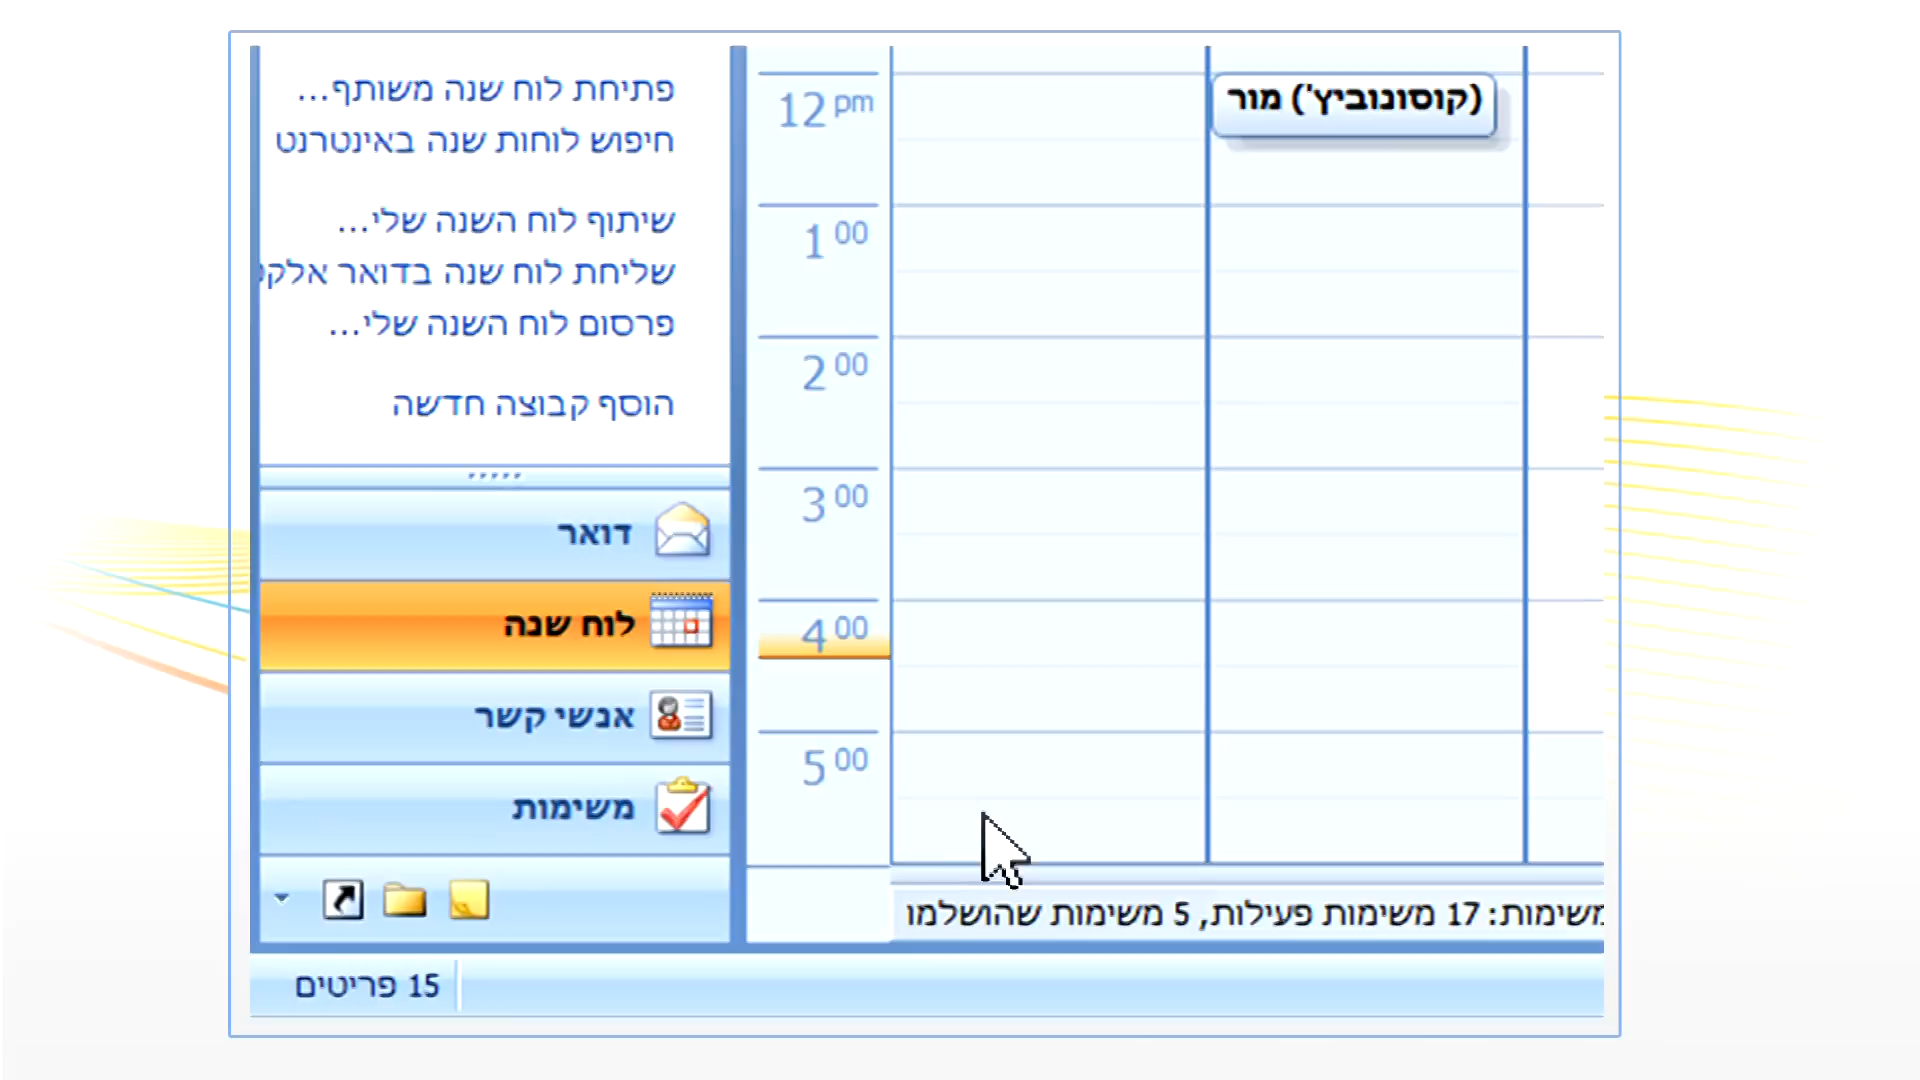 פתיחת לוח שנה משותף...
חיפוש לוחות שנה באינטרנט
שיתוף לוח השנה שלי...
שליחת לוח שנה בדואר
פרסום לוח השנה שלי...
הוסף קבוצה חדשה
דואר
לוח שנה
אנשי קשר
משימות
15 פריטים
12 pm
1 00
2 00
3 00
4 00
5 00
(קוסונוביץ') מור
משימות: 17 משימות פעילות, 5 משימות שהושלמו